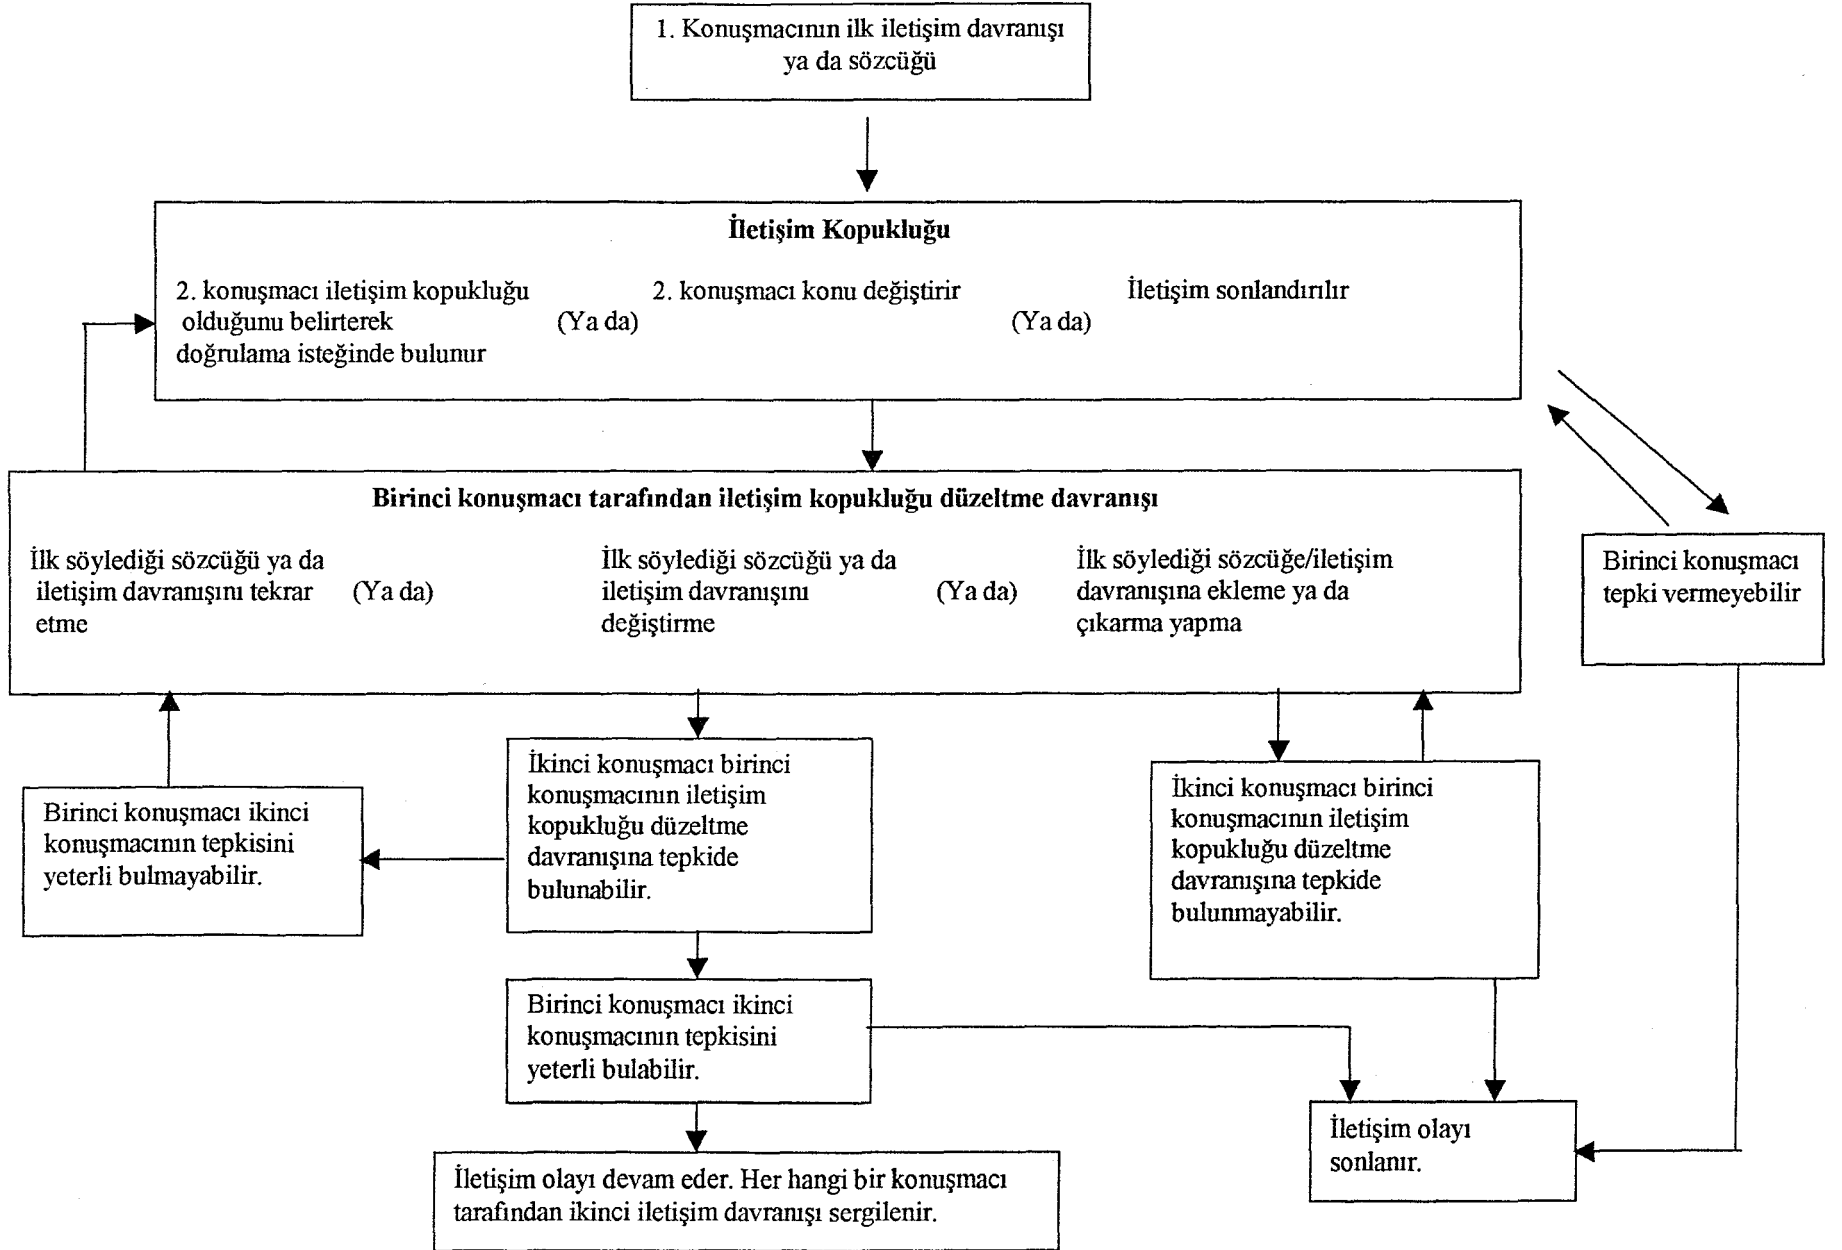 1. Konuşmacının ilk iletişim davranışı
ya da sözcüğü
İletişim Kopukluğu
2. konuşmacı iletişim kopukluğu
olduğunu belirterek
doğrulama isteğinde bulunur
(Ya da)
2. konuşmacı konu değiştirir
(Ya da)
İletişim sonlandırılır
Birinci konuşmacı tarafından iletişim kopukluğu düzeltme davranışı
İlk söylediği sözcüğü ya da
iletişim davranışını tekrar
etme
(Ya da)
İlk söylediği sözcüğü ya da
iletişim davranışını
değiştirme
(Ya da)
İlk söylediği sözcüğe/iletişim
davranışına ekleme ya da
çıkarma yapma
Birinci konuşmacı
tepki vermeyebilir
Birinci konuşmacı ikinci
konuşmacının tepkisini
yeterli bulmayabilir.
İkinci konuşmacı birinci
konuşmacının iletişim
kopukluğu düzeltme
davranışına tepkide
bulunabilir.
İkinci konuşmacı birinci
konuşmacının iletişim
kopukluğu düzeltme
davranışına tepkide
bulunmayabilir.
Birinci konuşmacı ikinci
konuşmacının tepkisini
yeterli bulabilir.
İletişim olayı
sonlanır.
İletişim olayı devam eder. Her hangi bir konuşmacı
tarafından ikinci iletişim davranışı sergilenir.